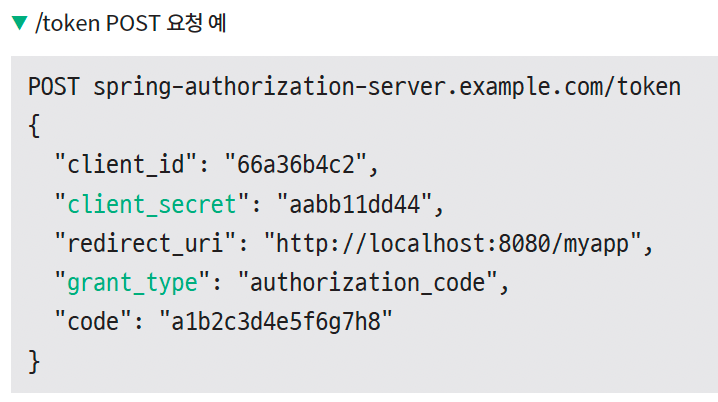 ▼ /token POST 요청 예
POST spring-authorization-server.example.com/token
{
"client_id": "66a36b4c2",
"client_secret": "aabb11dd44",
"redirect_uri": "http://localhost:8080/myapp",
"grant_type": "authorization_code",
"code": "a1b2c3d4e5f6g7h8"
}